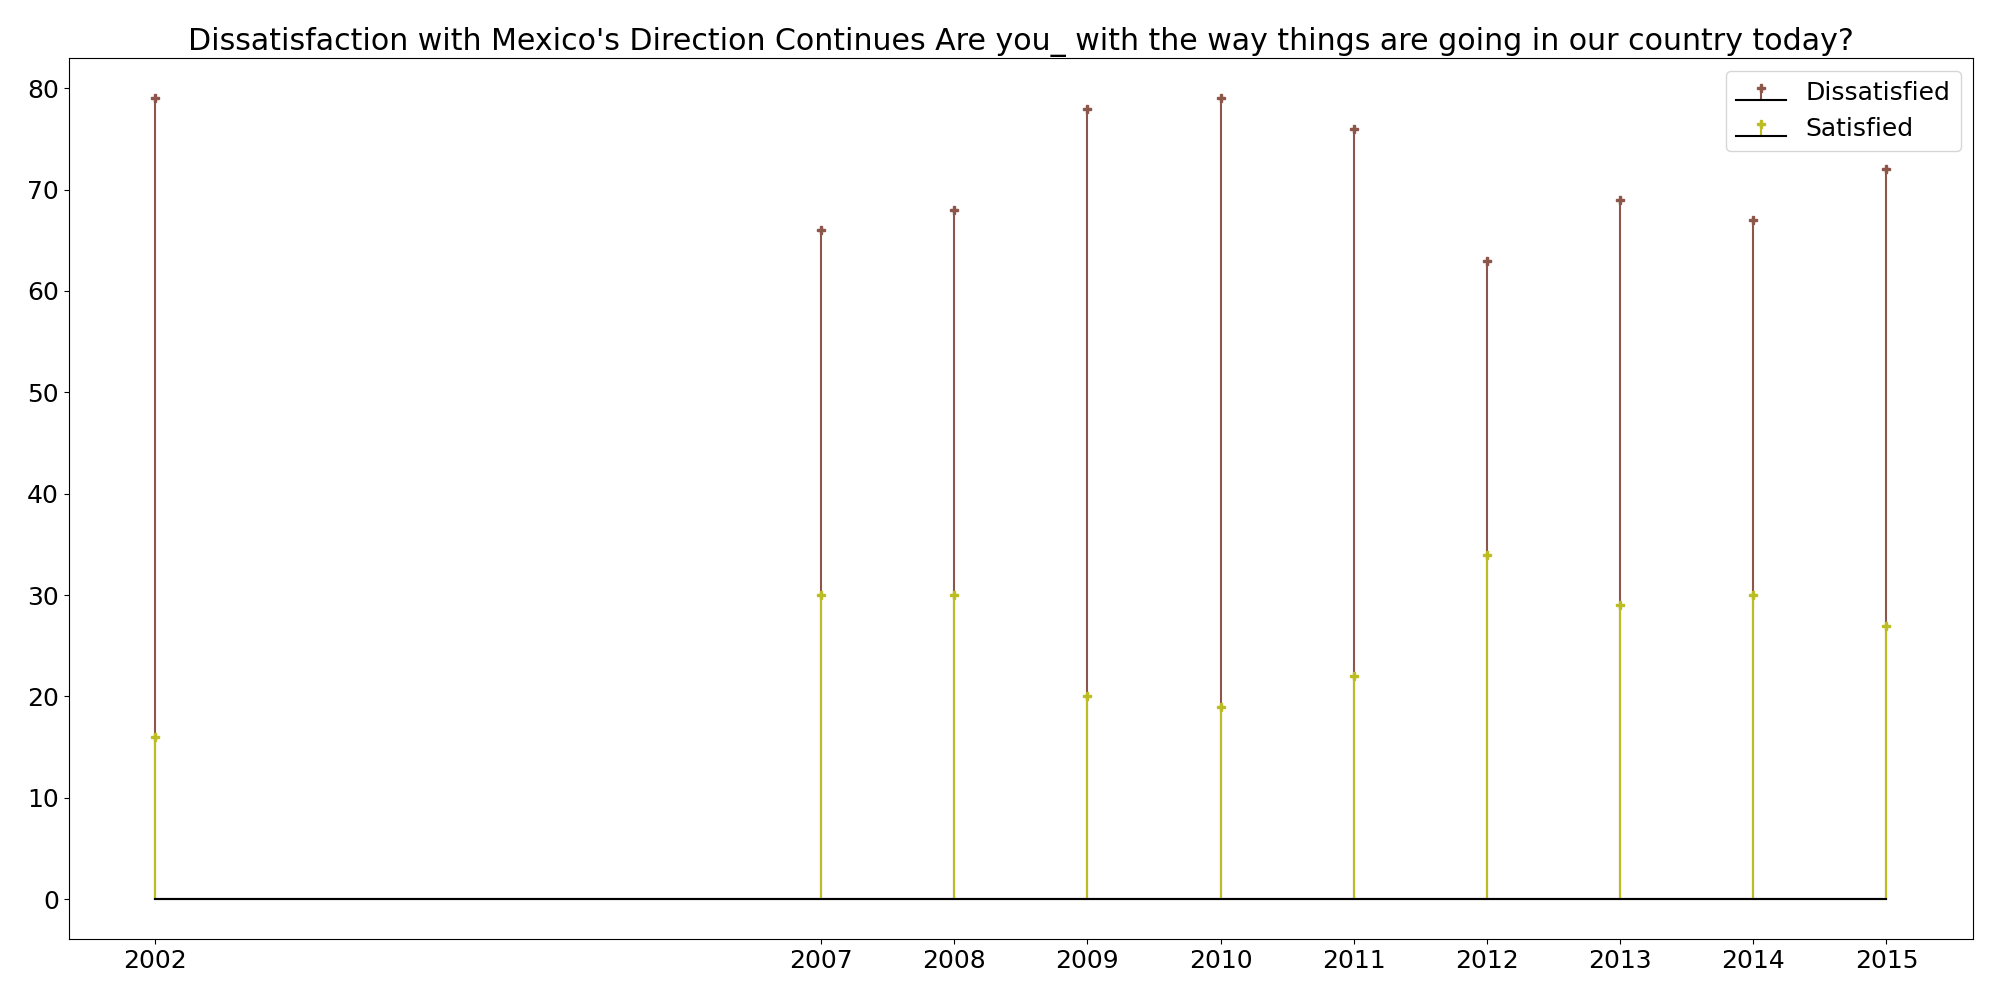 Dissatisfaction with Mexico's Direction Continues Are you_ with the way things are going in our country today?
Dissatisfied
Satisfied
80
70
60
50
40
30
20
10
0
2002 2007 2008 2009 2010 2011 2012 2013 2014 2015